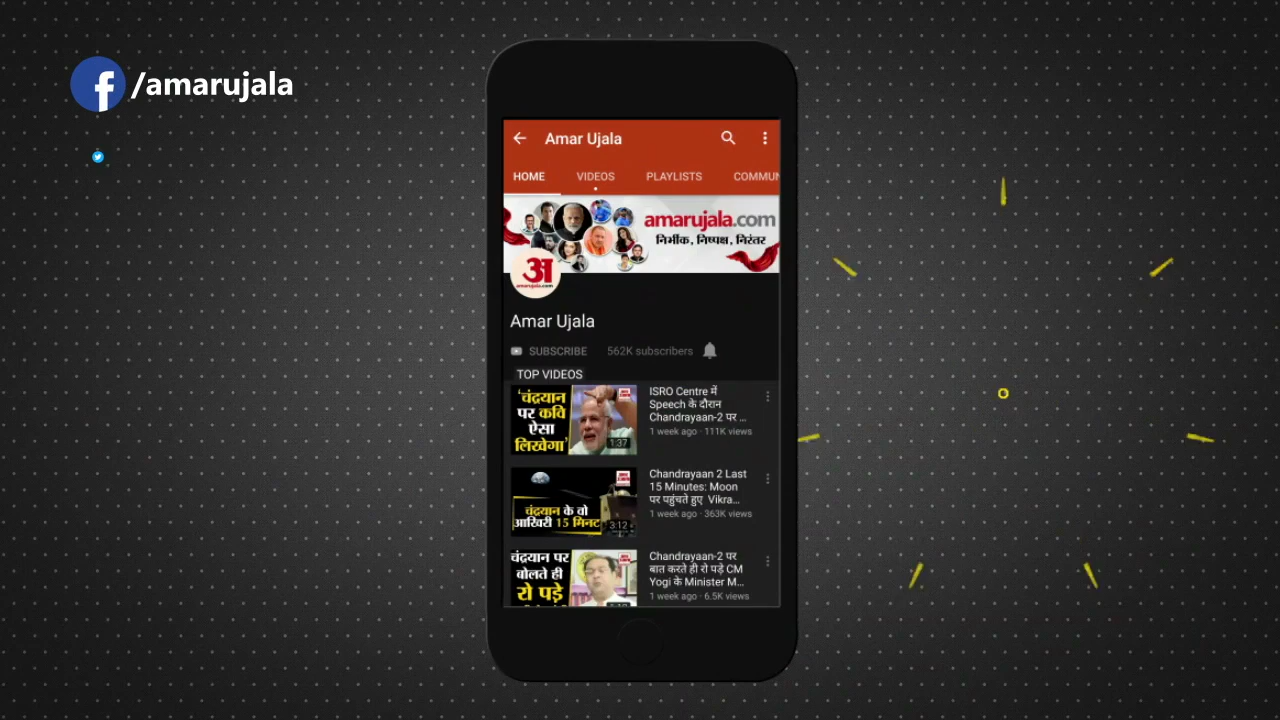 /amarujala
Amar Ujala
HOME VIDEOS PLAYLISTS COMMUN
amarujala.com
निर्भीक, निष्पक्ष, निरंतर
अ
amarujala.com
Amar Ujala
SUBSCRIBE 562K subscribers
TOP VIDEOS
'चंद्रयान
पर कवि
ऐसा
लिखेगा'
1:37
ISRO Centre में
Speech के दौरान
Chandrayaan-2 पर ...
1 week ago · 111K views
चंद्रयान के वो
आखिरी 15 मिनट
3:12
Chandrayaan 2 Last
15 Minutes: Moon
पर पहुंचते हुए Vikra...
1 week ago · 363K views
चंद्रयान पर
बोलते ही
रो पड़े
Chandrayaan-2 पर
बात करते ही रो पड़े CM
Yogi के Minister M...
1 week ago · 6.5K views